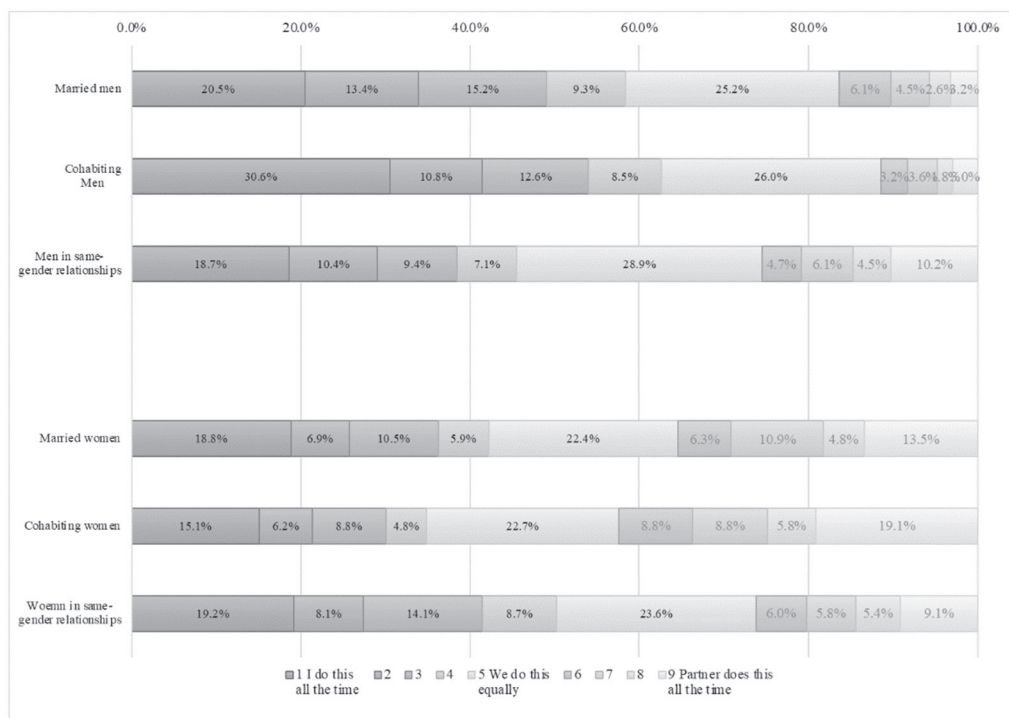 0.0% 20.0% 40.0% 60.0% 80.0% 100.0%
Married men 20.5% 13.4% 15.2% 9.3% 25.2% 6.1% 4.5% 2.6% 3.2%
Cohabiting
Men
30.6% 10.8% 12.6% 8.5% 26.0% 3.2% 3.6% 1.8% 3.0%
Men in same-
gender relationships
18.7% 10.4% 9.4% 7.1% 28.9% 4.7% 6.1% 4.5% 10.2%
Married women 18.8% 6.9% 10.5% 5.9% 22.4% 6.3% 10.9% 4.8% 13.5%
Cohabiting women 15.1% 6.2% 8.8% 4.8% 22.7% 8.8% 8.8% 5.8% 19.1%
Woemn in same-
gender relationships
19.2% 8.1% 14.1% 8.7% 23.6% 6.0% 5.8% 5.4% 9.1%
1 I do this
all the time
2 3 4
5 We do this
equally
6 7 8
9 Partner does this
all the time